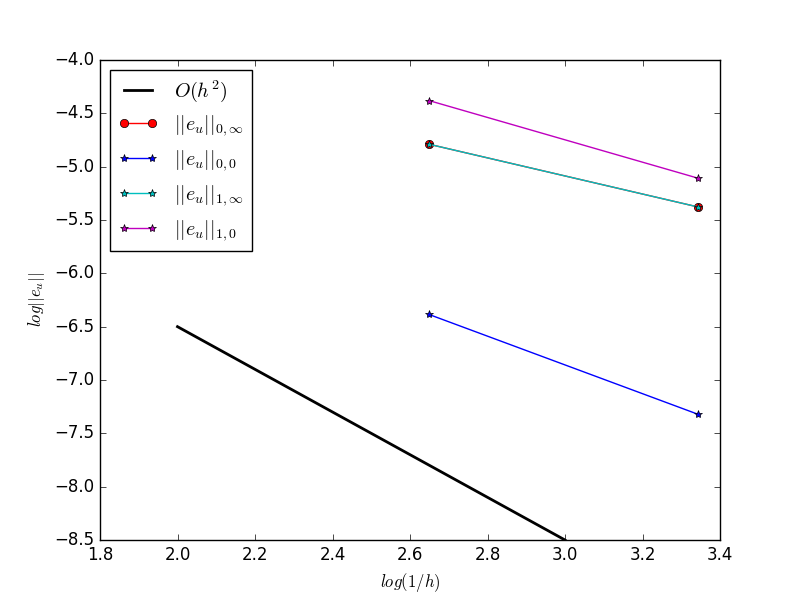 −4.0
−4.5
−5.0
−5.5
−6.0
−6.5
−7.0
−7.5
−8.0
−8.5
log||e_u||
O(h^2)
||e_u||_{0,∞}
||e_u||_{0,0}
||e_u||_{1,∞}
||e_u||_{1,0}
1.8 2.0 2.2 2.4 2.6 2.8 3.0 3.2 3.4
log(1/h)